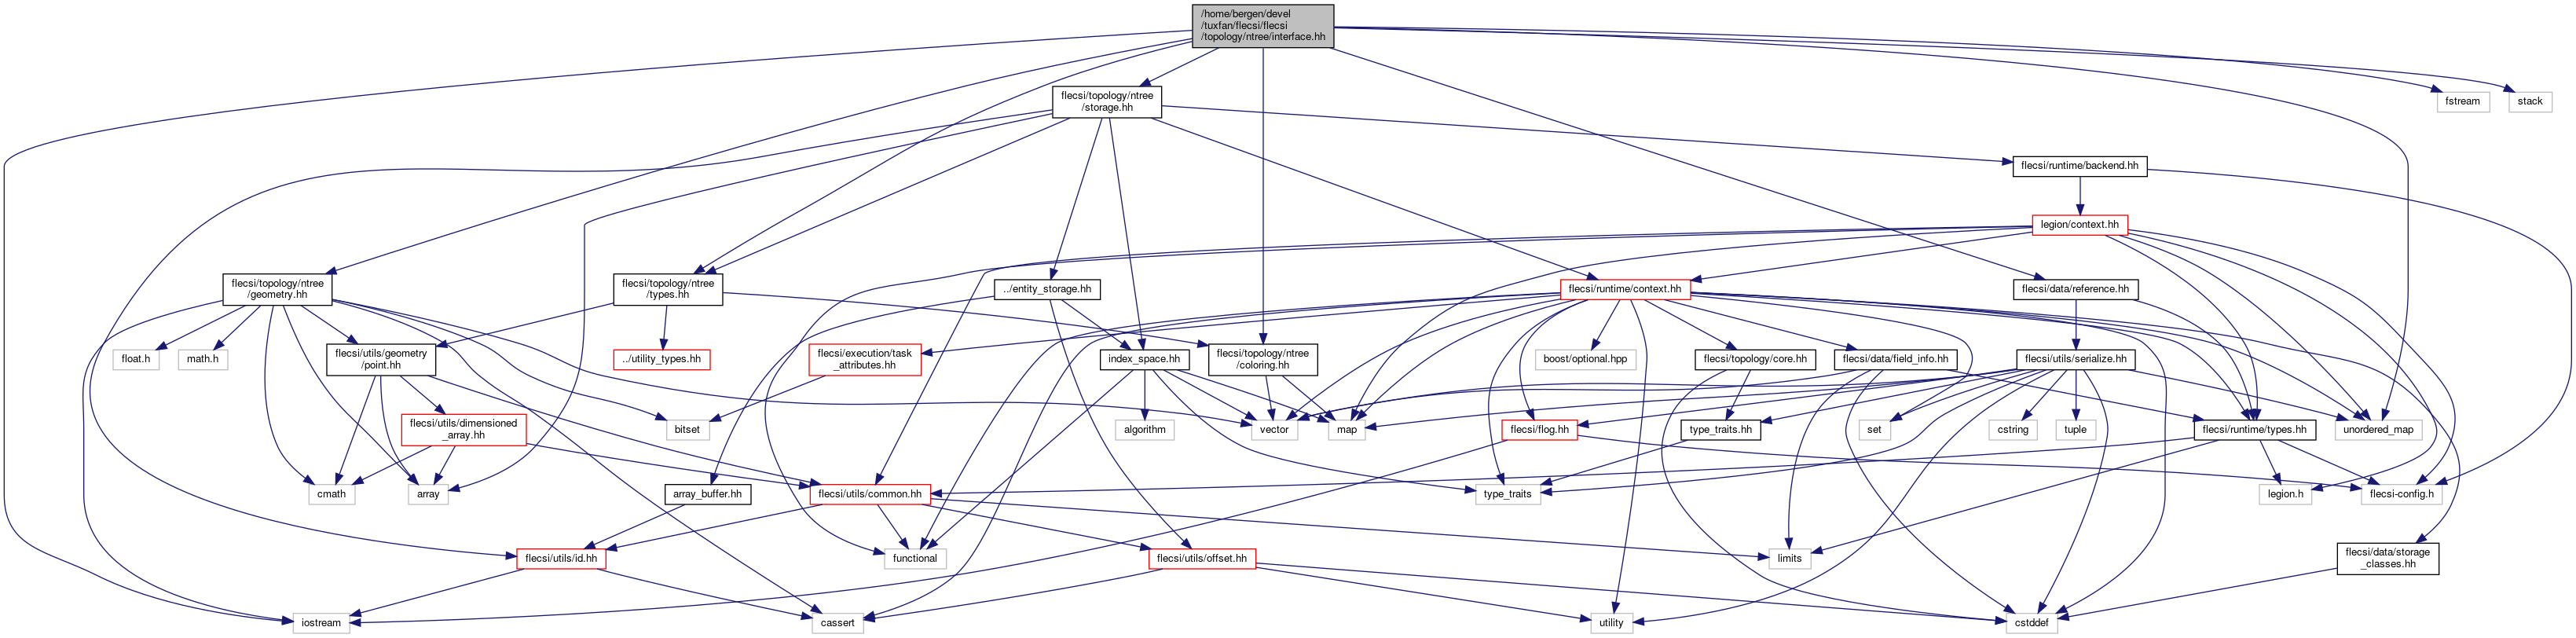 /home/bergen/devel
/tuxfan/flecsi/flecsi
/topology/ntree/interface.hh
flecsi/topology/ntree
/storage.hh
fstream
stack
flecsi/runtime/backend.hh
legion/context.hh
flecsi/topology/ntree
/geometry.hh
flecsi/topology/ntree
/types.hh
../entity_storage.hh
flecsi/runtime/context.hh
flecsi/data/reference.hh
float.h
math.h
flecsi/utils/geometry
/point.hh
../utility_types.hh
flecsi/execution/task
_attributes.hh
index_space.hh
flecsi/topology/ntree
/coloring.hh
boost/optional.hpp
flecsi/topology/core.hh
flecsi/data/field_info.hh
flecsi/utils/serialize.hh
flecsi/utils/dimensioned
_array.hh
bitset
algorithm
vector
map
flecsi/flog.hh
type_traits.hh
set
cstring
tuple
flecsi/runtime/types.hh
unordered_map
cmath
array
array_buffer.hh
flecsi/utils/common.hh
type_traits
legion.h
flecsi-config.h
flecsi/utils/id.hh
functional
flecsi/utils/offset.hh
limits
flecsi/data/storage
_classes.hh
iostream
cassert
utility
cstddef